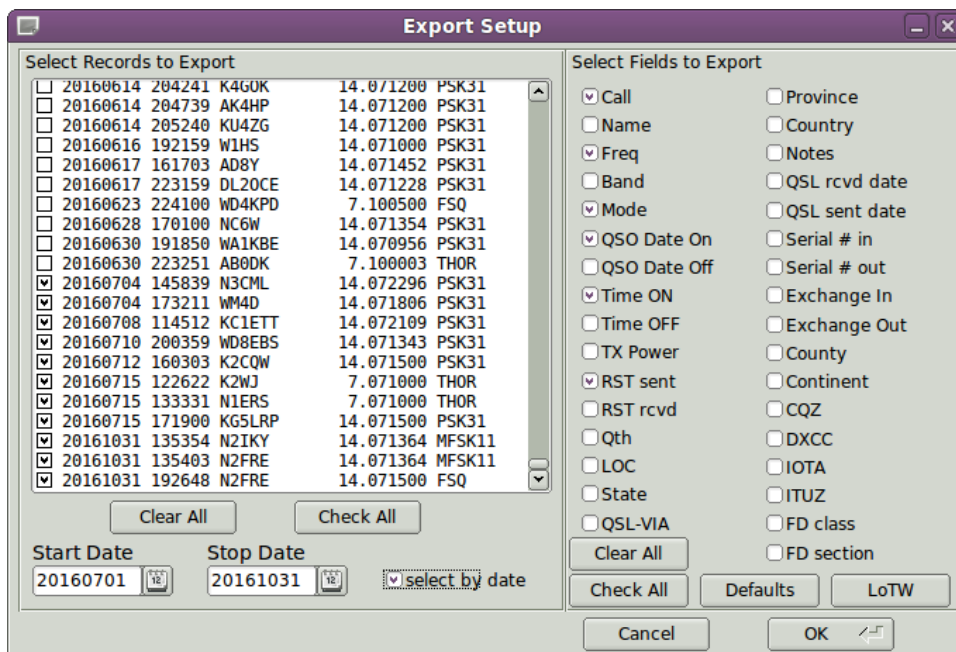 Export Setup
Select Records to Export
20160614 204241 K4GOK 14.071200 PSK31
20160614 204739 AK4HP 14.071200 PSK31
20160614 205240 KU4ZG 14.071200 PSK31
20160616 192159 W1HS 14.071000 PSK31
20160617 161703 AD8Y 14.071452 PSK31
20160617 223159 DL2OCE 14.071228 PSK31
20160623 224100 WD4KPD 7.100500 FSQ
20160628 170100 NC6W 14.071354 PSK31
20160630 191850 WA1KBE 14.070956 PSK31
20160630 223251 AB0DK 7.100003 THOR
20160704 145839 N3CML 14.072296 PSK31
20160704 173211 WM4D 14.071806 PSK31
20160708 114512 KC1ETT 14.072109 PSK31
20160710 200359 WD8EBS 14.071343 PSK31
20160712 160303 K2CQW 14.071500 PSK31
20160715 122622 K2WJ 7.071000 THOR
20160715 133331 N1ERS 7.071000 THOR
20160715 171900 KG5LRP 14.071500 PSK31
20161031 135354 N2IKY 14.071364 MFSK11
20161031 135403 N2FRE 14.071364 MFSK11
20161031 192648 N2FRE 14.071500 FSQ
Clear All
Check All
Start Date
Stop Date
20160701
12
20161031
12
select by date
Select Fields to Export
Call
Name
Freq
Band
Mode
QSO Date On
QSO Date Off
Time ON
Time OFF
TX Power
RST sent
RST rcvd
Qth
LOC
State
QSL-VIA
Province
Country
Notes
QSL rcvd date
QSL sent date
Serial # in
Serial # out
Exchange In
Exchange Out
County
Continent
CQZ
DXCC
IOTA
ITUZ
FD class
FD section
Clear All
Check All
Defaults
LoTW
Cancel
OK